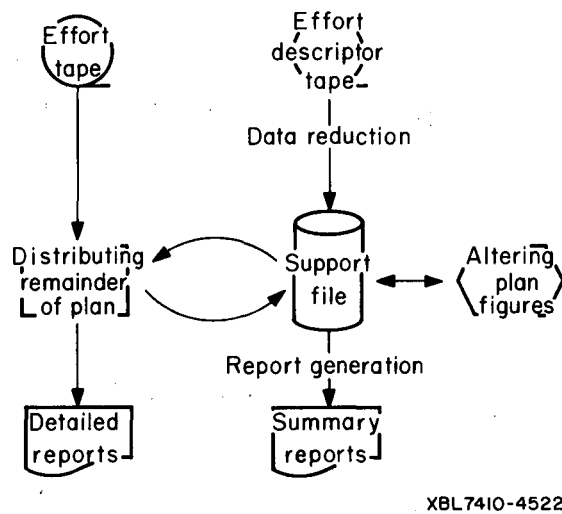 Effort
tape
Effort
descriptor
tape
Data reduction
Distributing
remainder
of plan
Support
file
Altering
plan
figures
Report generation
Detailed
reports
Summary
reports
XBL7410-4522